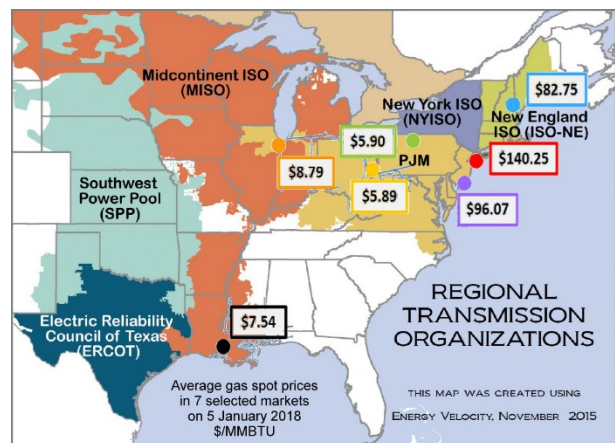 Midcontinent ISO
(MISO)
New York ISO
(NYISO)
$82.75
New England
ISO (ISO-NE)
$5.90
PJM
$140.25
$8.79
$5.89
$96.07
Southwest
Power Pool
(SPP)
Electric Reliability
Council of Texas
(ERCOT)
$7.54
REGIONAL
TRANSMISSION
ORGANIZATIONS
Average gas spot prices
in 7 selected markets
on 5 January 2018
$/MMBTU
THIS MAP WAS CREATED USING
ENERGY VELOCITY, NOVEMBER 2015